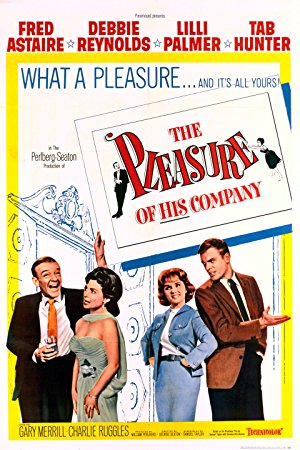 Paramount presents
FRED ASTAIRE ☆ DEBBIE REYNOLDS ☆ LILLI PALMER ☆ TAB HUNTER
WHAT A PLEASURE...AND IT'S ALL YOURS!
in The
Perlberg-Seaton
Production of
THE
PLEASURE
OF HIS COMPANY
GARY MERRILL · CHARLIE RUGGLES
TECHNICOLOR